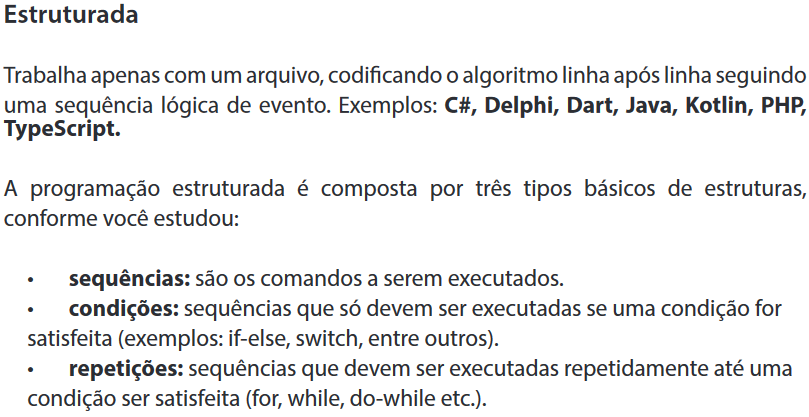 Estruturada
Trabalha apenas com um arquivo, codificando o algoritmo linha após linha seguindo
uma sequência lógica de evento. Exemplos: C#, Delphi, Dart, Java, Kotlin, PHP,
TypeScript.
A programação estruturada é composta por três tipos básicos de estruturas,
conforme você estudou:
• sequências: são os comandos a serem executados.
• condições: sequências que só devem ser executadas se uma condição for
satisfeita (exemplos: if-else, switch, entre outros).
• repetições: sequências que devem ser executadas repetidamente até uma
condição ser satisfeita (for, while, do-while etc.).